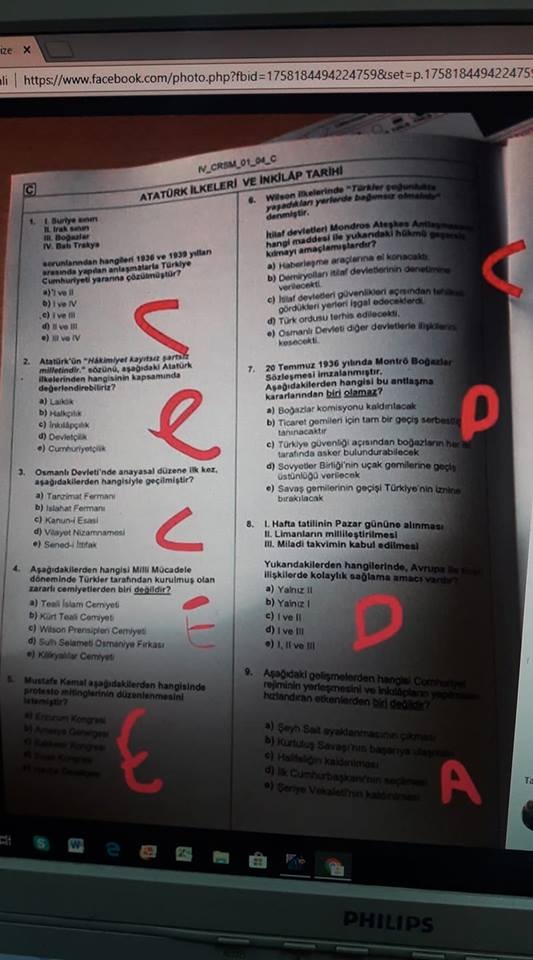 ize
https://www.facebook.com/photo.php?fbid=1758184494224759&set=p.175818449422475
IV_CRSM_01_04_C
C
ATATÜRK İLKELERİ VE İNKILÂP TARİHİ
1. I. Suriye sınırı
II. Irak sınırı
III. Boğazlar
IV. Batı Trakya
sorunlarından hangileri 1936 ve 1939 yılları
arasında yapılan anlaşmalarla Türkiye
Cumhuriyeti yararına çözülmüştür?
a) I ve II
b) I ve IV
c) I ve III
d) II ve III
e) III ve IV
C
2. Atatürk'ün "Hâkimiyet kayıtsız şartsız
milletindir." sözünü, aşağıdaki Atatürk
ilkelerinden hangisinin kapsamında
değerlendirebiliriz?
a) Laiklik
b) Halkçılık
c) İnkılâpçılık
d) Devletçilik
e) Cumhuriyetçilik
e
3. Osmanlı Devleti'nde anayasal düzene ilk kez,
aşağıdakilerden hangisiyle geçilmiştir?
a) Tanzimat Fermanı
b) Islahat Fermanı
c) Kanun-i Esasi
d) Vilayet Nizamnamesi
e) Sened-i İttifak
C
4. Aşağıdakilerden hangisi Milli Mücadele
döneminde Türkler tarafından kurulmuş olan
zararlı cemiyetlerden biri değildir?
a) Teali İslam Cemiyeti
b) Kürt Teali Cemiyeti
c) Wilson Prensipleri Cemiyeti
d) Sulh Selameti Osmaniye Fırkası
e) Kilikyalılar Cemiyeti
E
5. Mustafa Kemal aşağıdakilerden hangisinde
protesto mitinglerinin düzenlenmesini
istemiştir?
a) Erzurum Kongresi
b) Amasya Genelgesi
c) Balıkesir Kongresi
d) Sivas Kongresi
e) Havza Genelgesi
E
6. Wilson ilkelerinde "Türkler çoğunlukta
yaşadıkları yerlerde bağımsız olmalıdır"
denmiştir.
İtilaf devletleri Mondros Ateşkes Antlaşmasının
hangi maddesi ile yukarıdaki hükmü geçersiz
kılmayı amaçlamışlardır?
a) Haberleşme araçlarına el konacaktı.
b) Demiryolları itilaf devletlerinin denetimine
verilecekti.
c) İtilaf devletleri güvenlikleri açısından tehlikeli
gördükleri yerleri işgal edeceklerdi.
d) Türk ordusu terhis edilecekti.
e) Osmanlı Devleti diğer devletlerle ilişkilerini
kesecekti.
C
7. 20 Temmuz 1936 yılında Montrö Boğazlar
Sözleşmesi imzalanmıştır.
Aşağıdakilerden hangisi bu antlaşma
kararlarından biri olamaz?
a) Boğazlar komisyonu kaldırılacak
b) Ticaret gemileri için tam bir geçiş serbestliği
tanınacaktır
c) Türkiye güvenliği açısından boğazların her iki
tarafında asker bulundurabilecek
d) Sovyetler Birliği'nin uçak gemilerine geçiş
üstünlüğü verilecek
e) Savaş gemilerinin geçişi Türkiye'nin iznine
bırakılacak
D
8. I. Hafta tatilinin Pazar gününe alınması
II. Limanların millileştirilmesi
III. Miladi takvimin kabul edilmesi
Yukarıdakilerden hangilerinde, Avrupa ile
ilişkilerde kolaylık sağlama amacı vardır?
a) Yalnız II
b) Yalnız I
c) I ve II
d) I ve III
e) I, II ve III
D
9. Aşağıdaki gelişmelerden hangisi Cumhuriyet
rejiminin yerleşmesini ve inkılâpların yapılmasını
hızlandıran etkenlerden biri değildir?
a) Şeyh Sait ayaklanmasının çıkması
b) Kurtuluş Savaşı'nın başarıya ulaşması
c) Halifeliğin kaldırılması
d) İlk Cumhurbaşkanı'nın seçilmesi
e) Şeriye Vekaleti'nin kaldırılması
A
Ta
PHILIPS